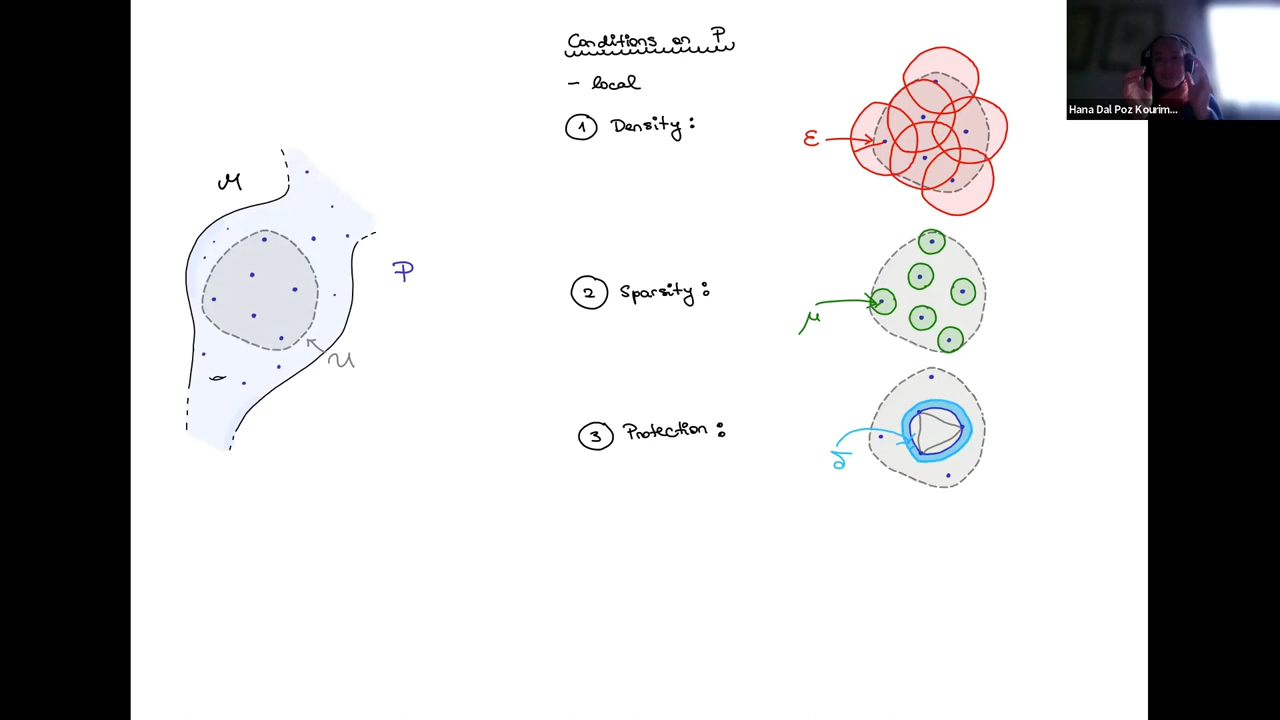 Conditions on P
- local
1 Density:
ε
M
P
2 Sparsity:
μ
U
3 Protection:
δ
Hana Dal Poz Kourim...